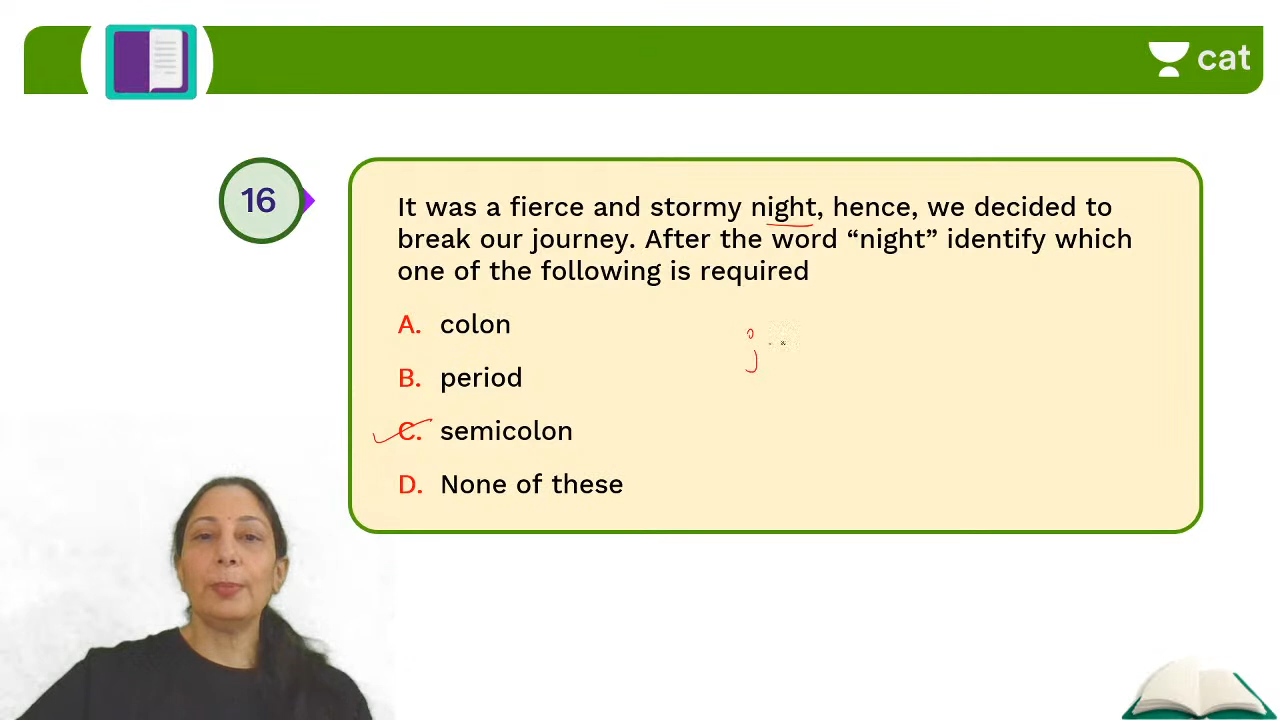 cat
16
It was a fierce and stormy night, hence, we decided to
break our journey. After the word “night” identify which
one of the following is required
A. colon
B. period
C. semicolon
D. None of these
;